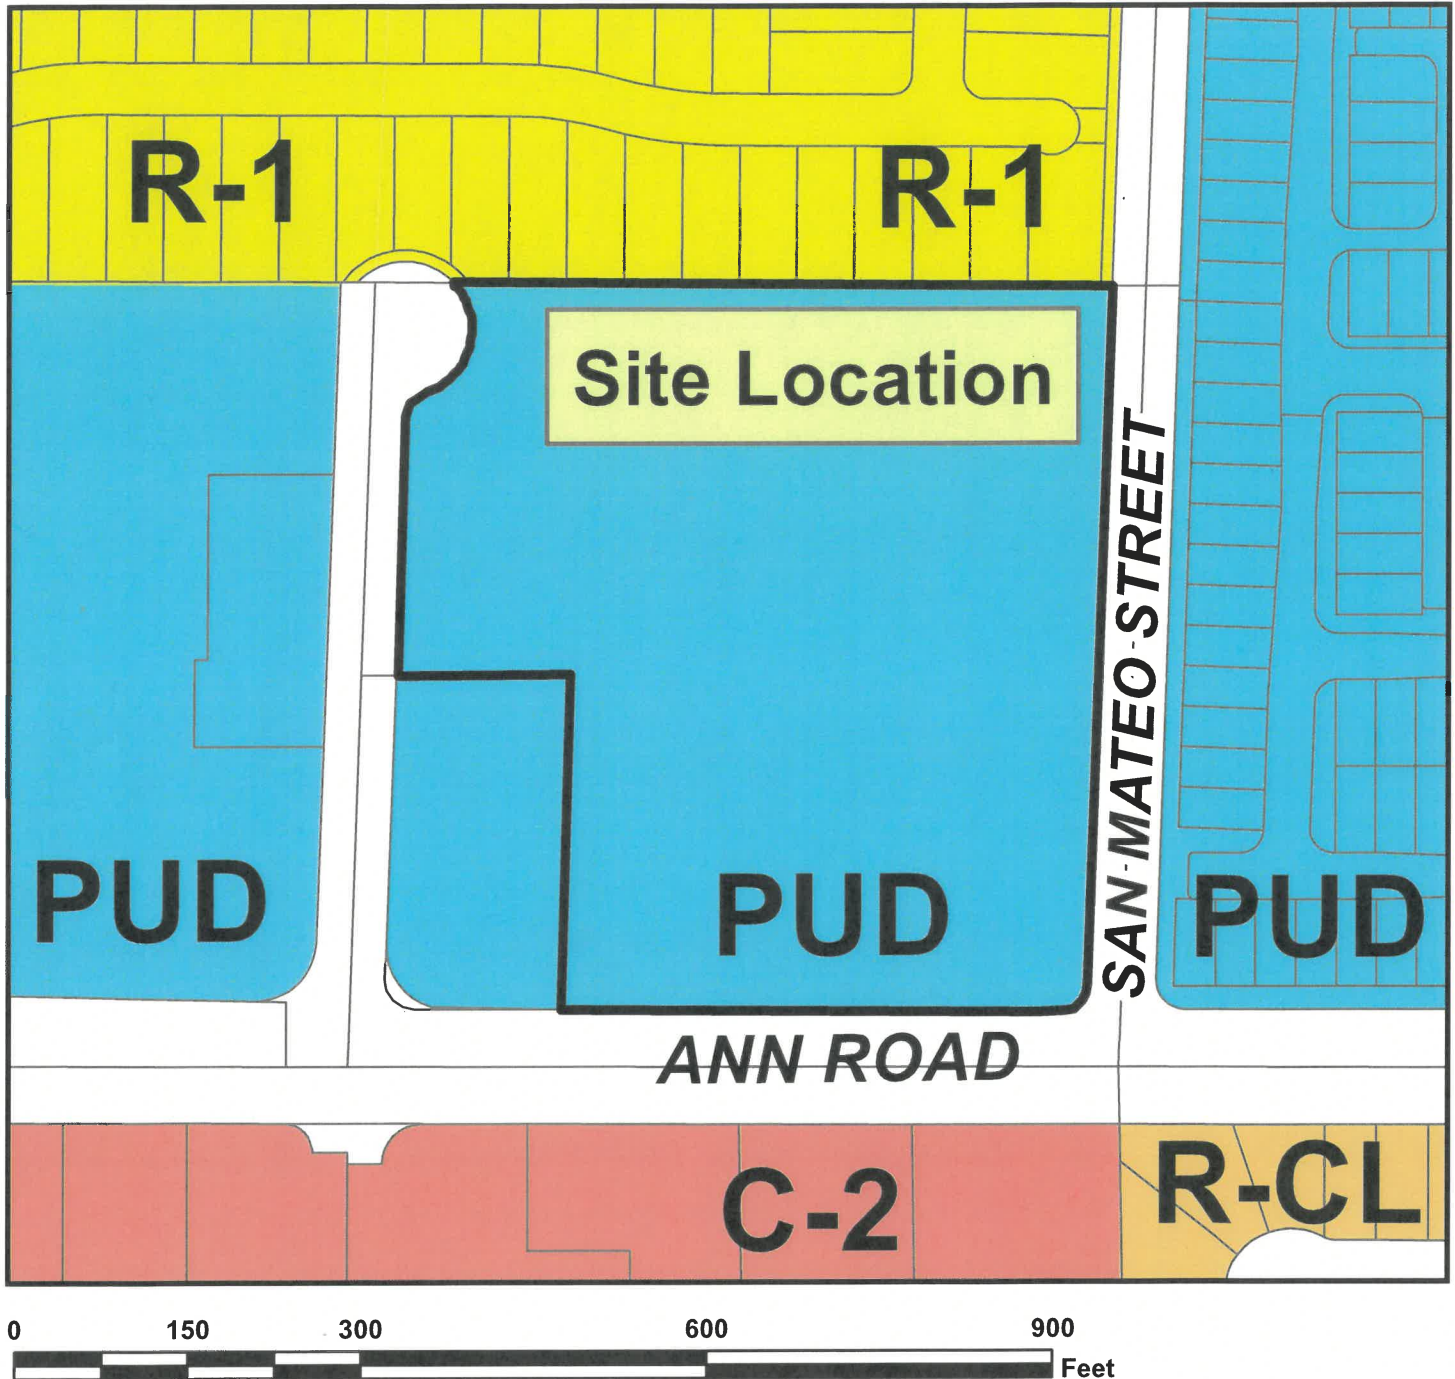 R-1
R-1
Site Location
SAN MATEO STREET
PUD
PUD
PUD
ANN ROAD
C-2
R-CL
0 150 300 600 900
Feet